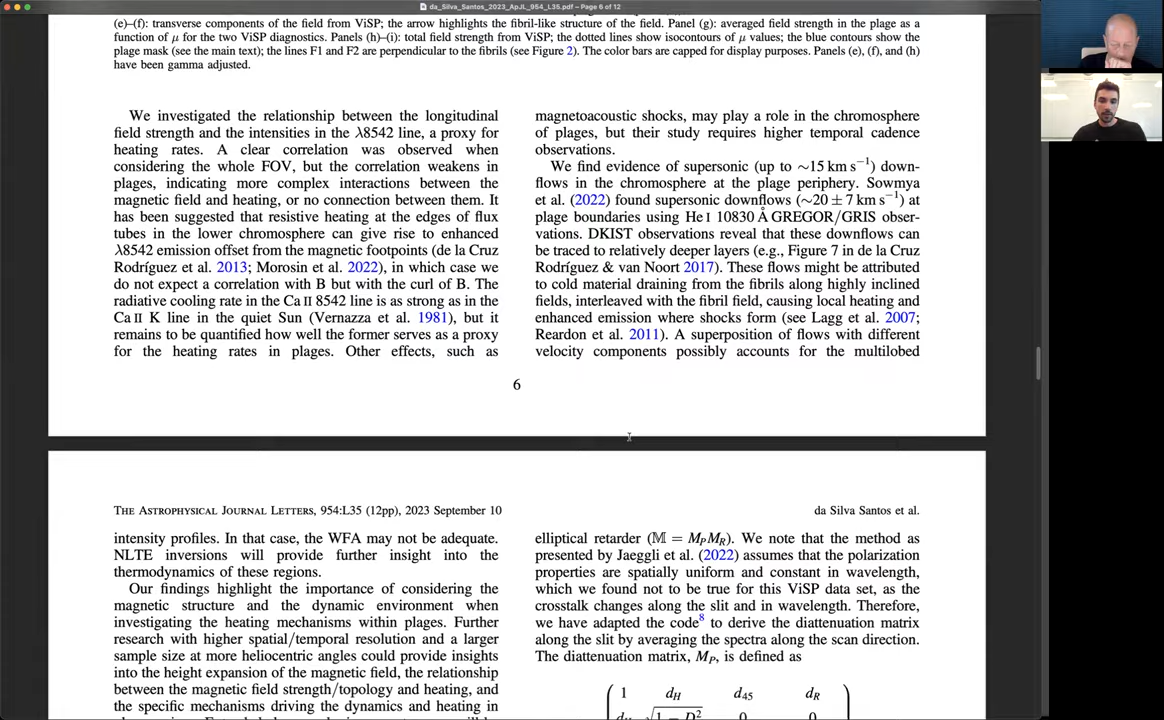 da_Silva_Santos_2023_ApJL_954_L35.pdf – Page 6 of 12
(e)–(f): transverse components of the field from ViSP; the arrow highlights the fibril-like structure of the field. Panel (g): averaged field strength in the plage as a
function of μ for the two ViSP diagnostics. Panels (h)–(i): total field strength from ViSP; the dotted lines show isocontours of μ values; the blue contours show the
plage mask (see the main text); the lines F1 and F2 are perpendicular to the fibrils (see Figure 2). The color bars are capped for display purposes. Panels (e), (f), and (h)
have been gamma adjusted.
We investigated the relationship between the longitudinal
field strength and the intensities in the λ8542 line, a proxy for
heating rates. A clear correlation was observed when
considering the whole FOV, but the correlation weakens in
plages, indicating more complex interactions between the
magnetic field and heating, or no connection between them. It
has been suggested that resistive heating at the edges of flux
tubes in the lower chromosphere can give rise to enhanced
λ8542 emission offset from the magnetic footpoints (de la Cruz
Rodríguez et al. 2013; Morosin et al. 2022), in which case we
do not expect a correlation with B but with the curl of B. The
radiative cooling rate in the Ca II 8542 line is as strong as in the
Ca II K line in the quiet Sun (Vernazza et al. 1981), but it
remains to be quantified how well the former serves as a proxy
for the heating rates in plages. Other effects, such as
magnetoacoustic shocks, may play a role in the chromosphere
of plages, but their study requires higher temporal cadence
observations.
We find evidence of supersonic (up to ∼15 km s⁻¹) down-
flows in the chromosphere at the plage periphery. Sowmya
et al. (2022) found supersonic downflows (∼20 ± 7 km s⁻¹) at
plage boundaries using He I 10830 Å GREGOR/GRIS obser-
vations. DKIST observations reveal that these downflows can
be traced to relatively deeper layers (e.g., Figure 7 in de la Cruz
Rodríguez & van Noort 2017). These flows might be attributed
to cold material draining from the fibrils along highly inclined
fields, interleaved with the fibril field, causing local heating and
enhanced emission where shocks form (see Lagg et al. 2007;
Reardon et al. 2011). A superposition of flows with different
velocity components possibly accounts for the multilobed
6
THE ASTROPHYSICAL JOURNAL LETTERS, 954:L35 (12pp), 2023 September 10
da Silva Santos et al.
intensity profiles. In that case, the WFA may not be adequate.
NLTE inversions will provide further insight into the
thermodynamics of these regions.
Our findings highlight the importance of considering the
magnetic structure and the dynamic environment when
investigating the heating mechanisms within plages. Further
research with higher spatial/temporal resolution and a larger
sample size at more heliocentric angles could provide insights
into the height expansion of the magnetic field, the relationship
between the magnetic field strength/topology and heating, and
the specific mechanisms driving the dynamics and heating in
elliptical retarder (𝕄 = M_P M_R). We note that the method as
presented by Jaeggli et al. (2022) assumes that the polarization
properties are spatially uniform and constant in wavelength,
which we found not to be true for this ViSP data set, as the
crosstalk changes along the slit and in wavelength. Therefore,
we have adapted the code⁸ to derive the diattenuation matrix
along the slit by averaging the spectra along the scan direction.
The diattenuation matrix, M_P, is defined as
1 d_H d_45 d_R